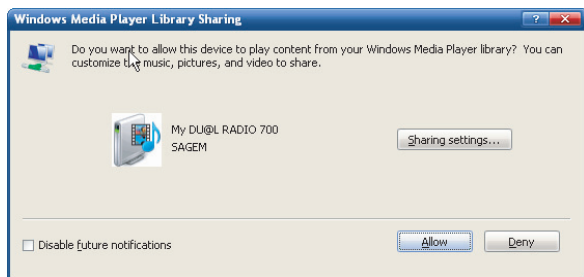 Windows Media Player Library Sharing
Do you want to allow this device to play content from your Windows Media Player library? You can
customize the music, pictures, and video to share.
My DU@L RADIO 700
SAGEM
Sharing settings...
Disable future notifications
Allow
Deny